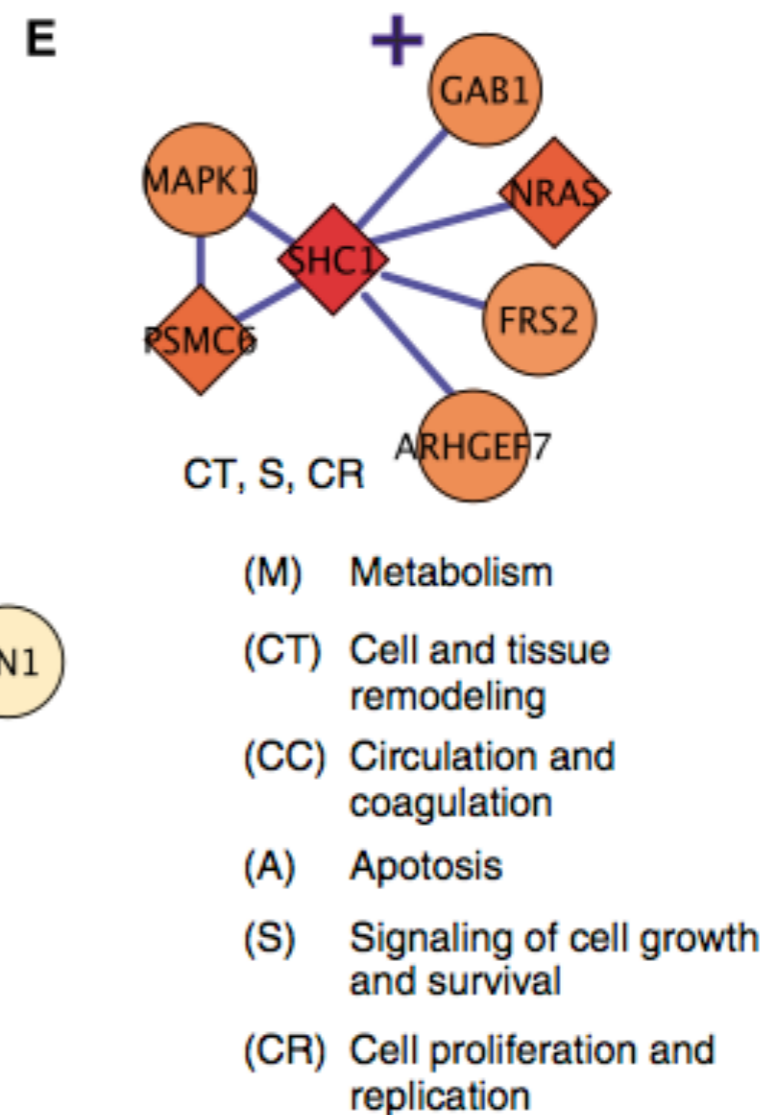 E
+
GAB1
MAPK1
NRAS
SHC1
FRS2
PSMC6
ARHGEF7
CT, S, CR
(M) Metabolism
(CT) Cell and tissue
remodeling
N1
(CC) Circulation and
coagulation
(A) Apotosis
(S) Signaling of cell growth
and survival
(CR) Cell proliferation and
replication